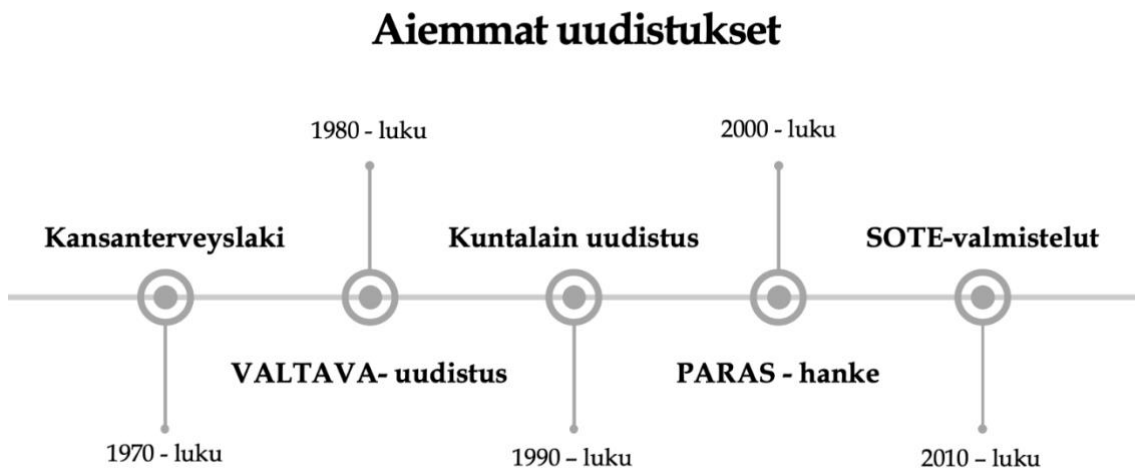 Aiemmat uudistukset
1980 - luku
2000 - luku
Kansanterveyslaki
Kuntalain uudistus
SOTE-valmistelut
VALTAVA- uudistus
PARAS - hanke
1970 - luku
1990 – luku
2010 – luku